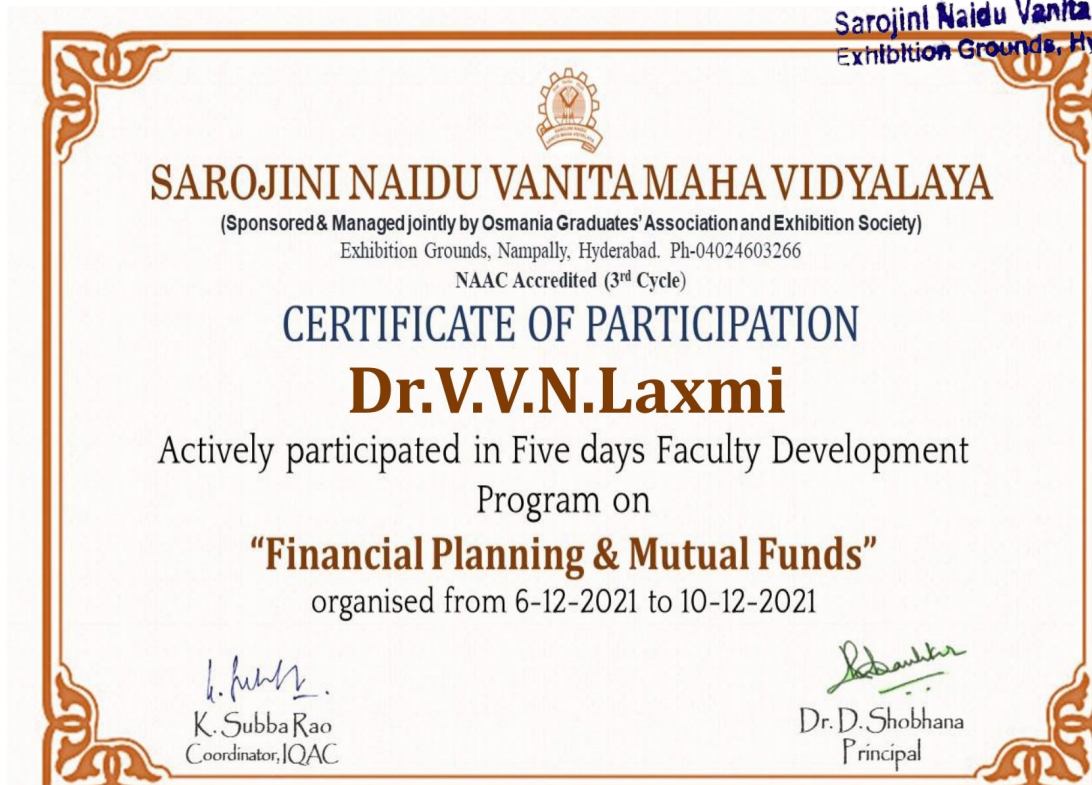 Sarojini Naidu Vanita
Exhibition Grounds, Hy
SAROJINI NAIDU VANITA MAHA VIDYALAYA
(Sponsored & Managed jointly by Osmania Graduates' Association and Exhibition Society)
Exhibition Grounds, Nampally, Hyderabad. Ph-04024603266
NAAC Accredited (3rd Cycle)
CERTIFICATE OF PARTICIPATION
Dr.V.V.N.Laxmi
Actively participated in Five days Faculty Development
Program on
“Financial Planning & Mutual Funds”
organised from 6-12-2021 to 10-12-2021
K. Subba Rao
Coordinator, IQAC
Dr. D. Shobhana
Principal